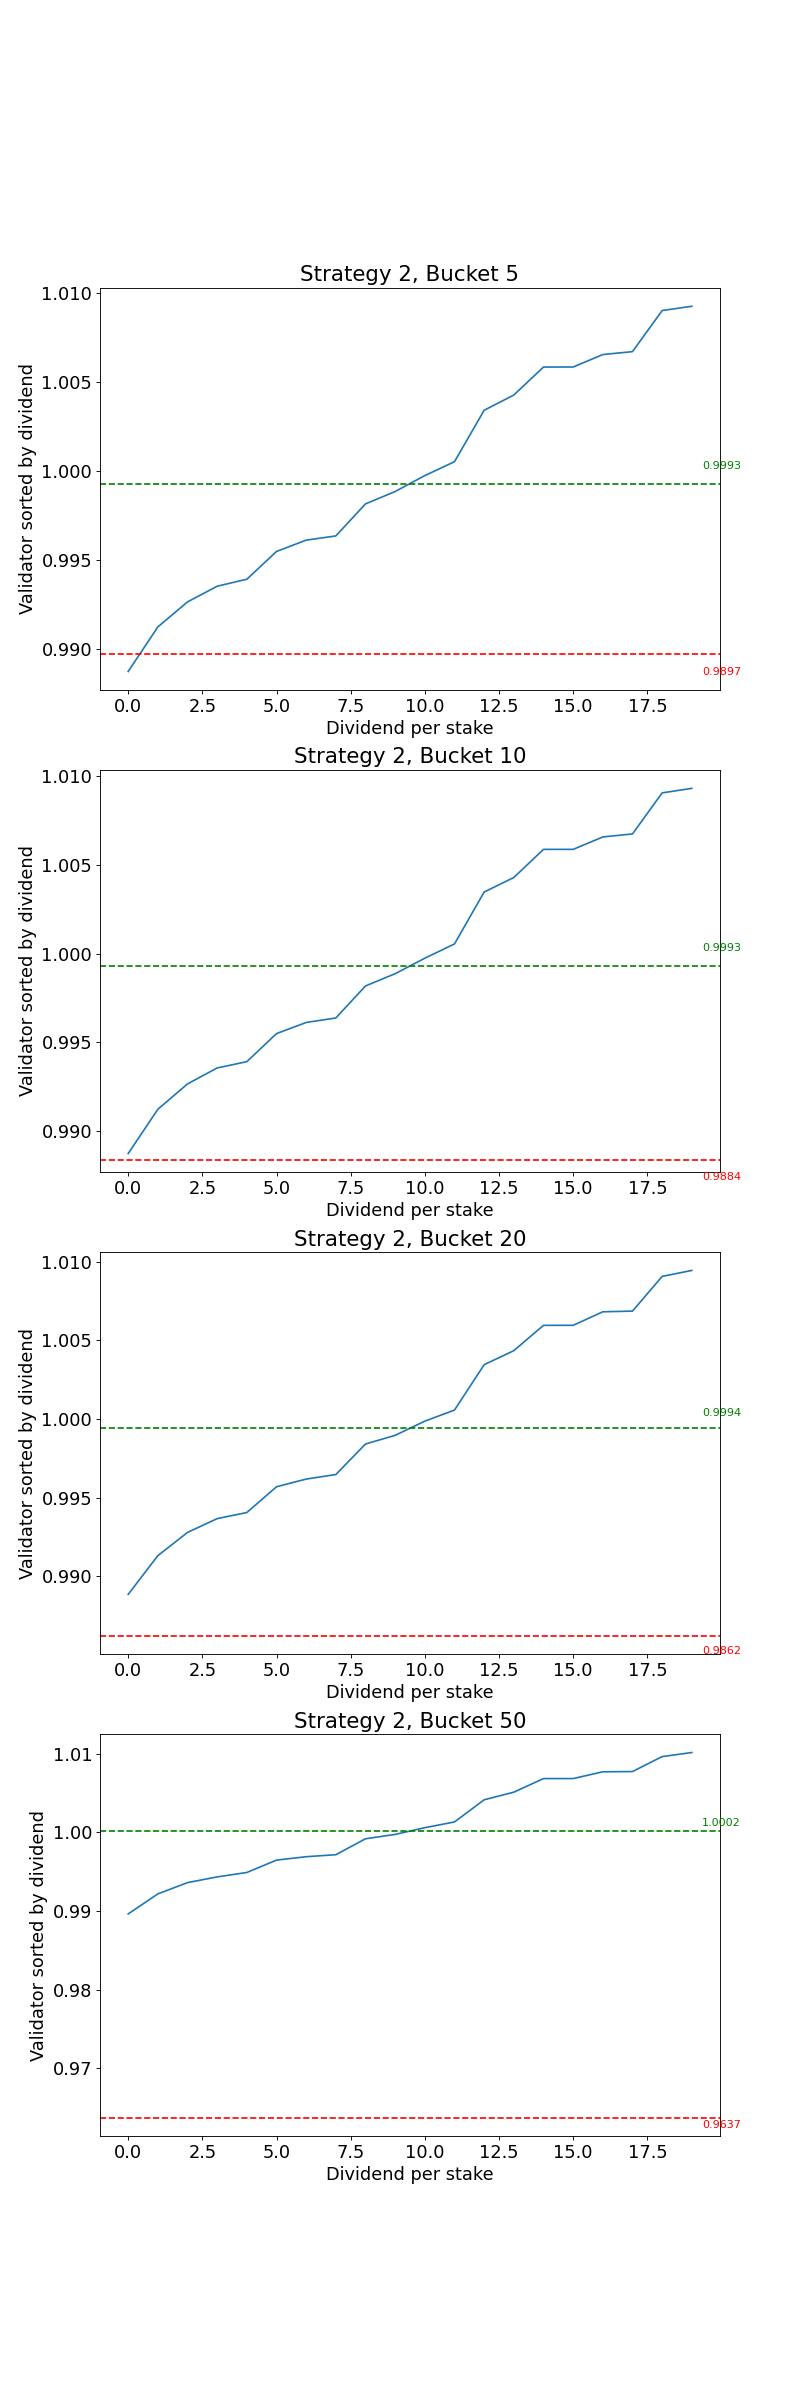 Strategy 2, Bucket 5
1.010
1.005
1.000
0.995
0.990
Validator sorted by dividend
0.9993
0.9897
0.0 2.5 5.0 7.5 10.0 12.5 15.0 17.5
Dividend per stake
Strategy 2, Bucket 10
1.010
1.005
1.000
0.995
0.990
Validator sorted by dividend
0.9993
0.9884
0.0 2.5 5.0 7.5 10.0 12.5 15.0 17.5
Dividend per stake
Strategy 2, Bucket 20
1.010
1.005
1.000
0.995
0.990
Validator sorted by dividend
0.9994
0.9862
0.0 2.5 5.0 7.5 10.0 12.5 15.0 17.5
Dividend per stake
Strategy 2, Bucket 50
1.01
1.00
0.99
0.98
0.97
Validator sorted by dividend
1.0002
0.9637
0.0 2.5 5.0 7.5 10.0 12.5 15.0 17.5
Dividend per stake